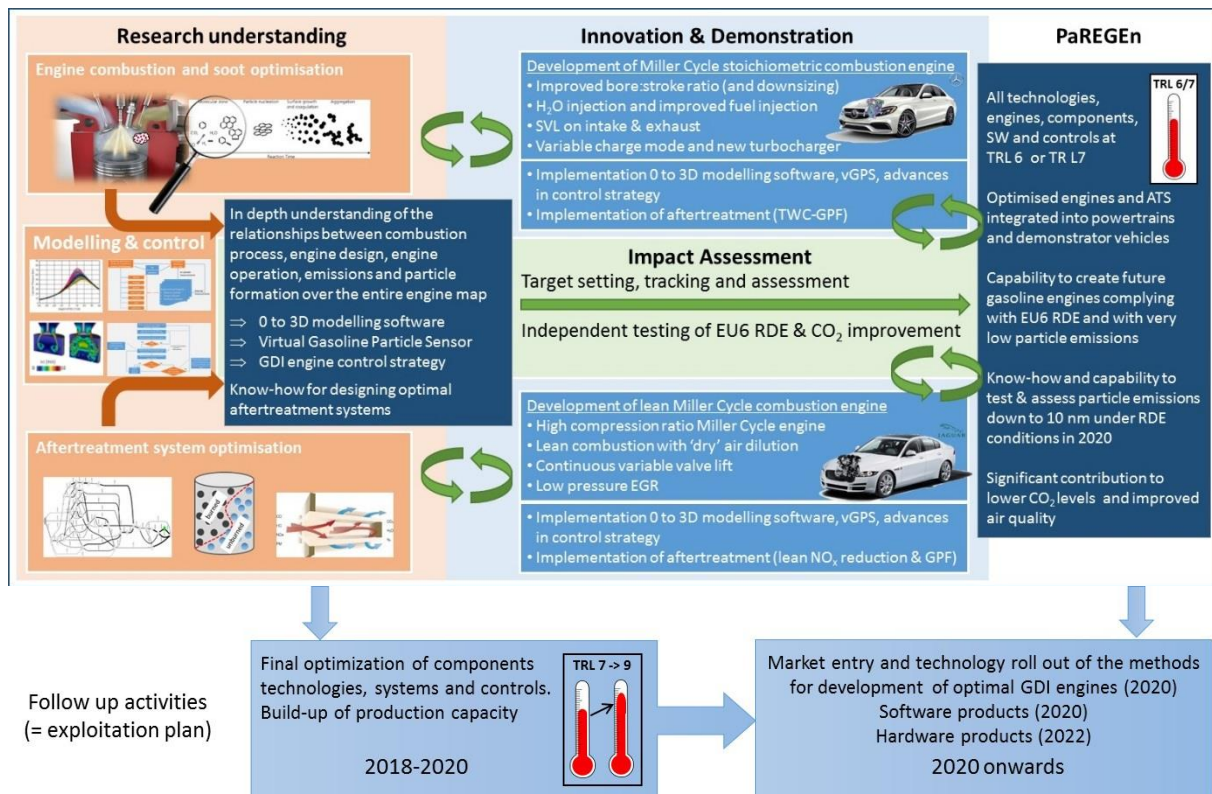 Research understanding
Engine combustion and soot optimisation
Molecular zone
Particle nucleation
Surface growth
and coagulation
Aggregation
Reaction Time
Modelling & control
In depth understanding of the
relationships between combustion
process, engine design, engine
operation, emissions and particle
formation over the entire engine map
⇒ 0 to 3D modelling software
⇒ Virtual Gasoline Particle Sensor
⇒ GDI engine control strategy
Know-how for designing optimal
aftertreatment systems
Aftertreatment system optimisation
burned
unburned
Innovation & Demonstration
Development of Miller Cycle stoichiometric combustion engine
• Improved bore:stroke ratio (and downsizing)
• H₂O injection and improved fuel injection
• SVL on intake & exhaust
• Variable charge mode and new turbocharger
• Implementation 0 to 3D modelling software, vGPS, advances
in control strategy
• Implementation of aftertreatment (TWC-GPF)
Impact Assessment
Target setting, tracking and assessment
Independent testing of EU6 RDE & CO₂ improvement
Development of lean Miller Cycle combustion engine
• High compression ratio Miller Cycle engine
• Lean combustion with ‘dry’ air dilution
• Continuous variable valve lift
• Low pressure EGR
JAGUAR
• Implementation 0 to 3D modelling software, vGPS, advances
in control strategy
• Implementation of aftertreatment (lean NOₓ reduction & GPF)
PaREGEn
TRL 6/7
All technologies,
engines, components,
SW and controls at
TRL 6 or TR L7
Optimised engines and ATS
integrated into powertrains
and demonstrator vehicles
Capability to create future
gasoline engines complying
with EU6 RDE and with very
low particle emissions
Know-how and capability to
test & assess particle emissions
down to 10 nm under RDE
conditions in 2020
Significant contribution to
lower CO₂ levels and improved
air quality
Follow up activities
(= exploitation plan)
Final optimization of components
technologies, systems and controls.
Build-up of production capacity
2018-2020
TRL 7 -> 9
Market entry and technology roll out of the methods
for development of optimal GDI engines (2020)
Software products (2020)
Hardware products (2022)
2020 onwards